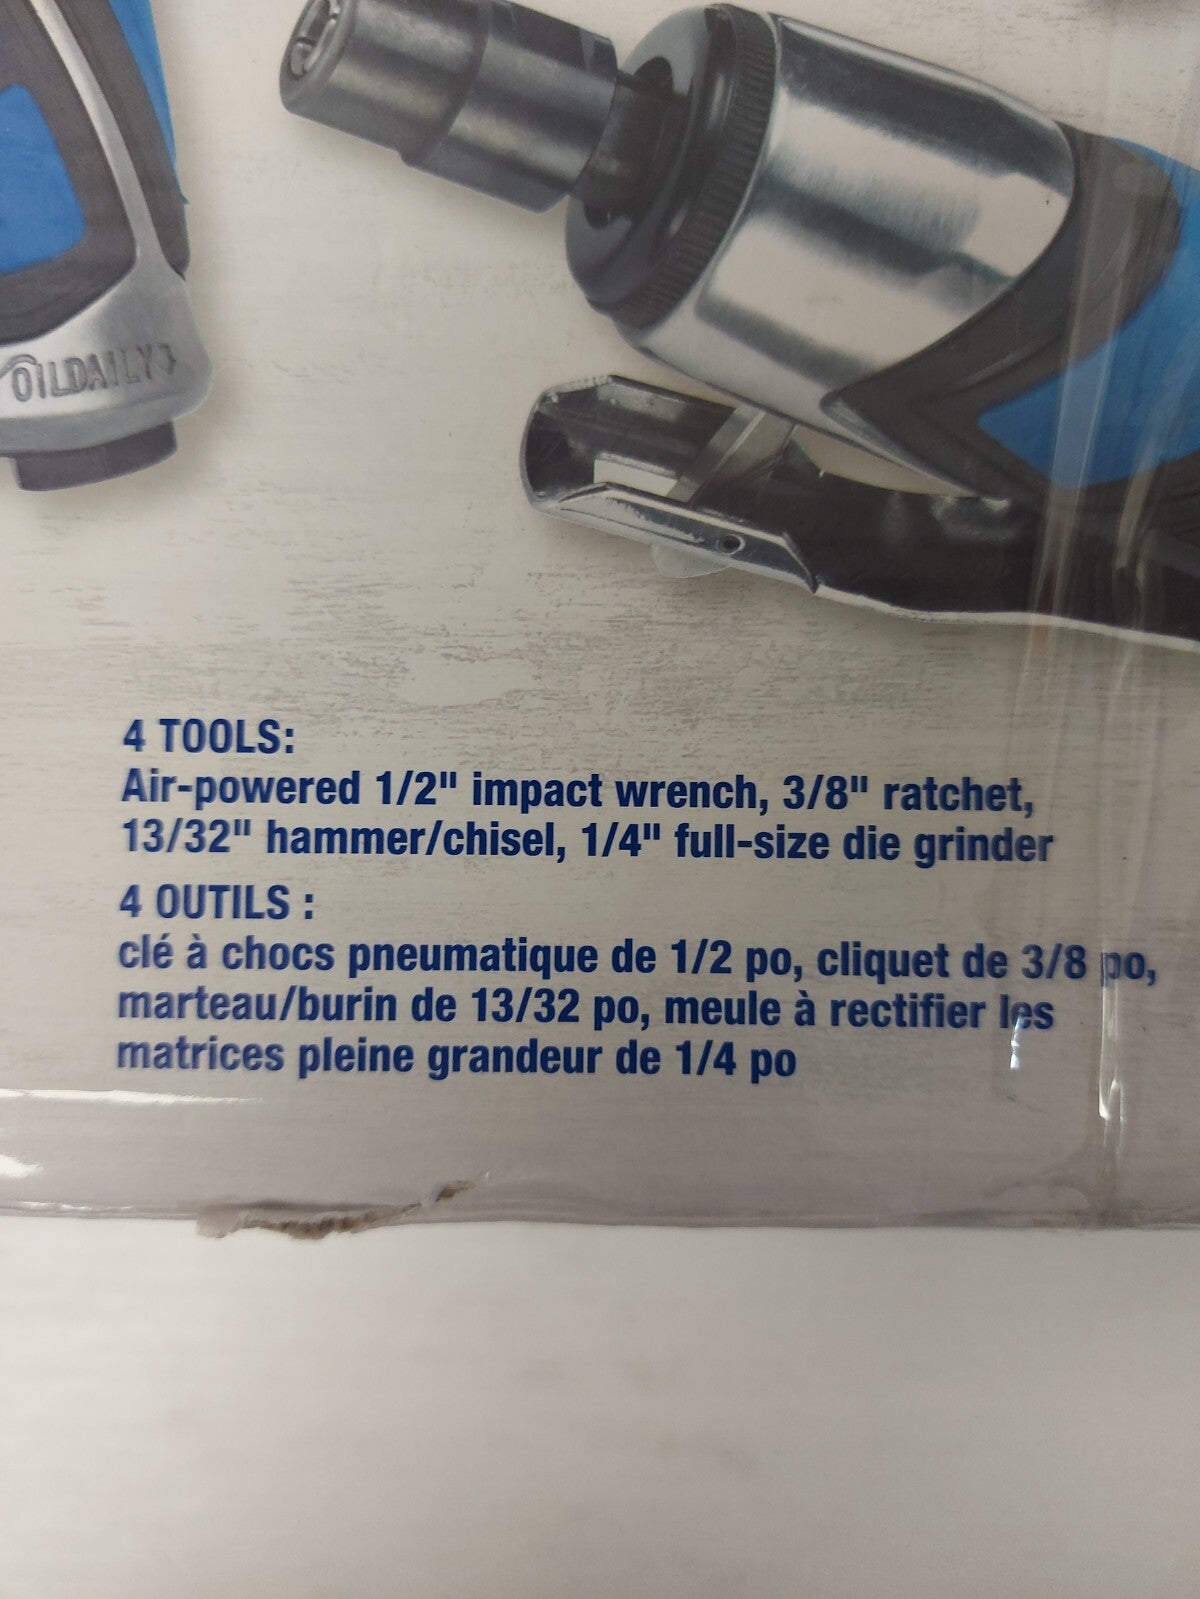 OILDAILY
4 TOOLS:
Air-powered 1/2" impact wrench, 3/8" ratchet,
13/32" hammer/chisel, 1/4" full-size die grinder
4 OUTILS :
clé à chocs pneumatique de 1/2 po, cliquet de 3/8 po,
marteau/burin de 13/32 po, meule à rectifier les
matrices pleine grandeur de 1/4 po